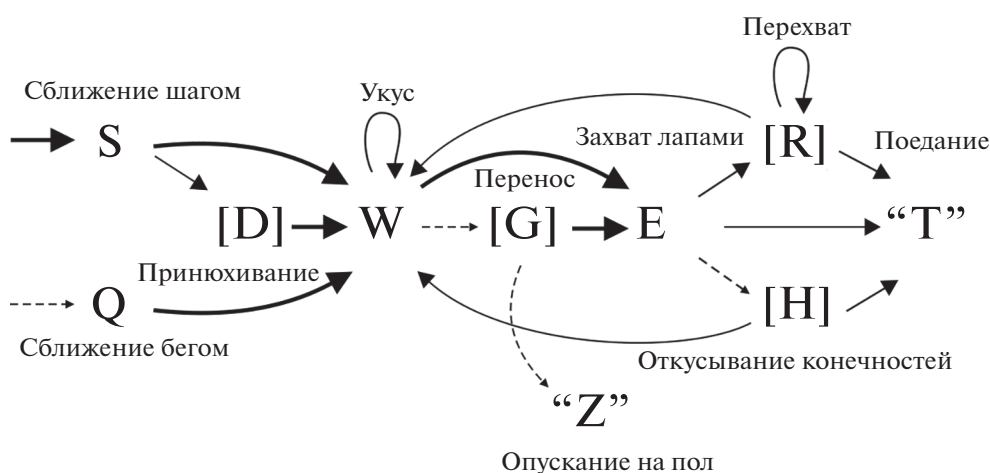 Перехват
Сближение шагом
Укус
S
Захват лапами
[R]
Поедание
Перенос
[D]
W
[G]
E
“T”
Принюхивание
Q
[H]
Сближение бегом
Откусывание конечностей
“Z”
Опускание на пол